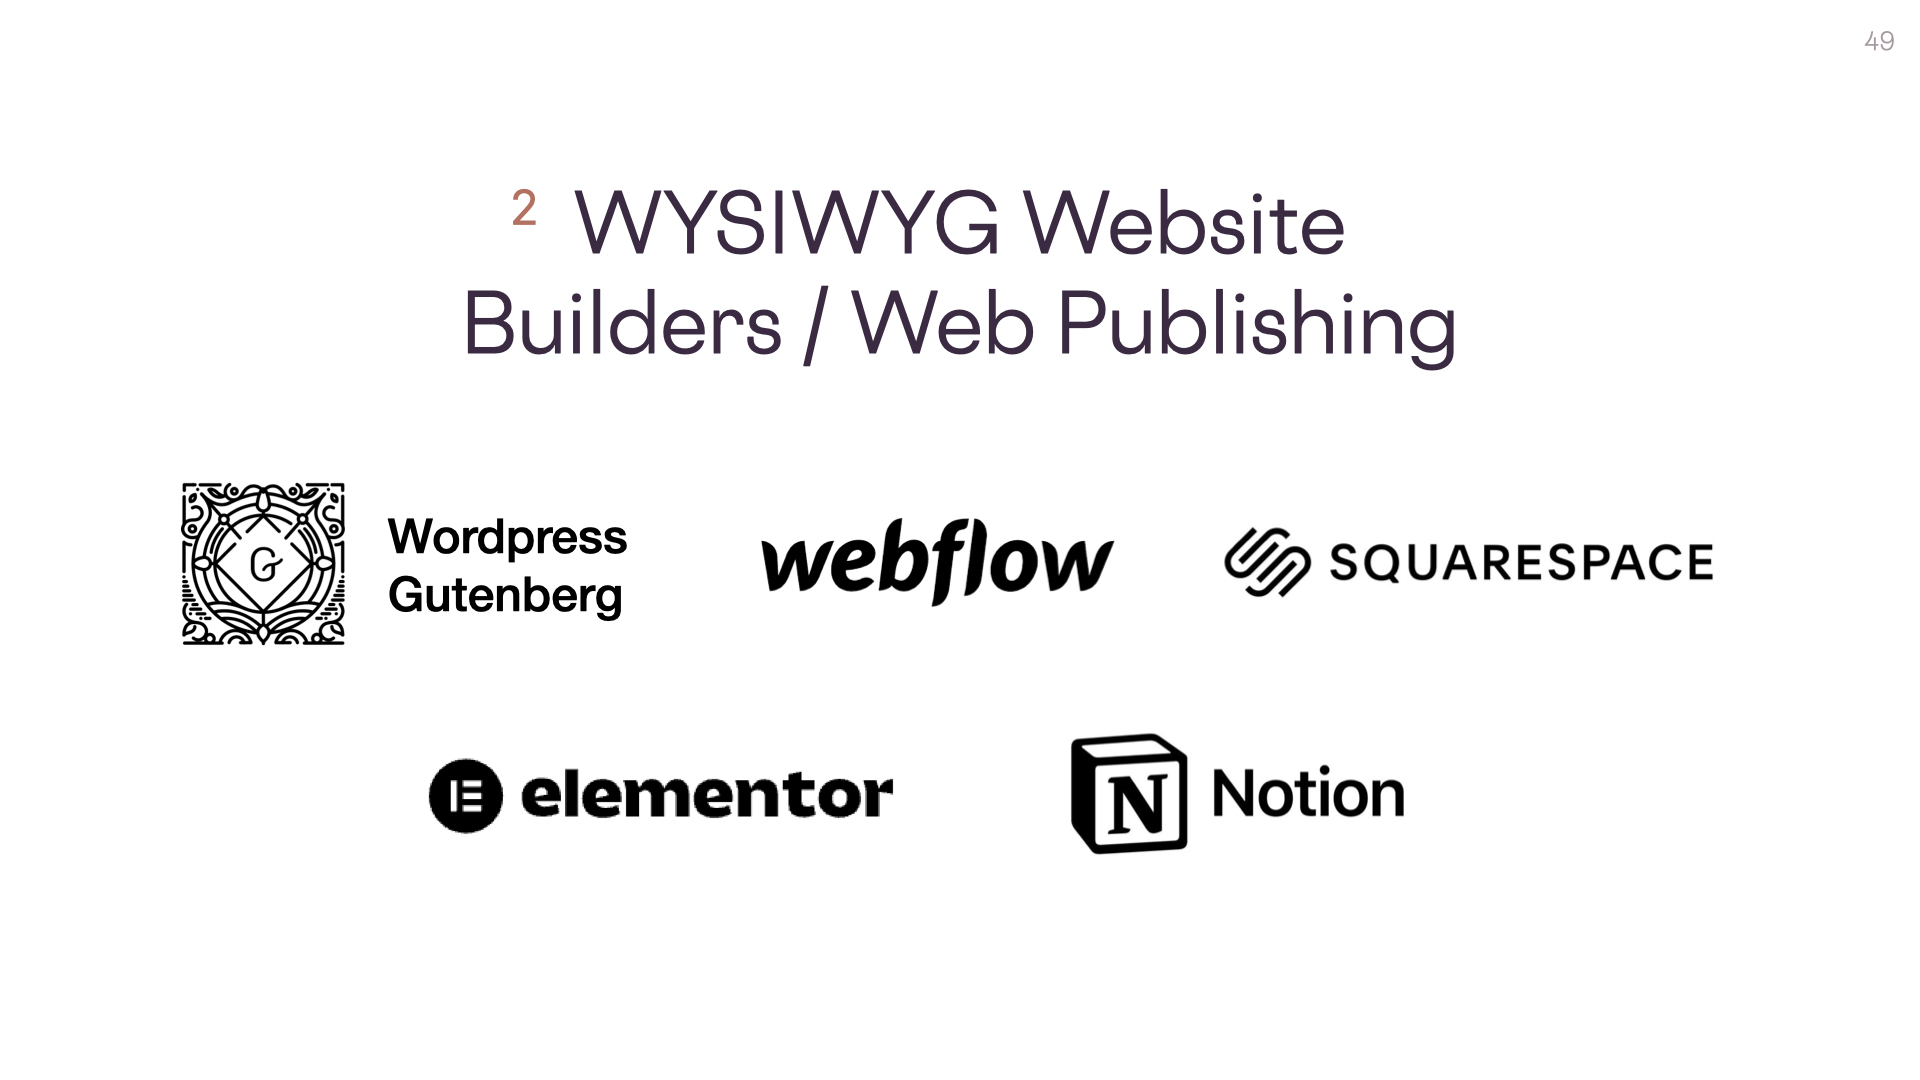 49
2 WYSIWYG Website
Builders / Web Publishing
G
Wordpress
Gutenberg
webflow
SQUARESPACE
elementor
N Notion